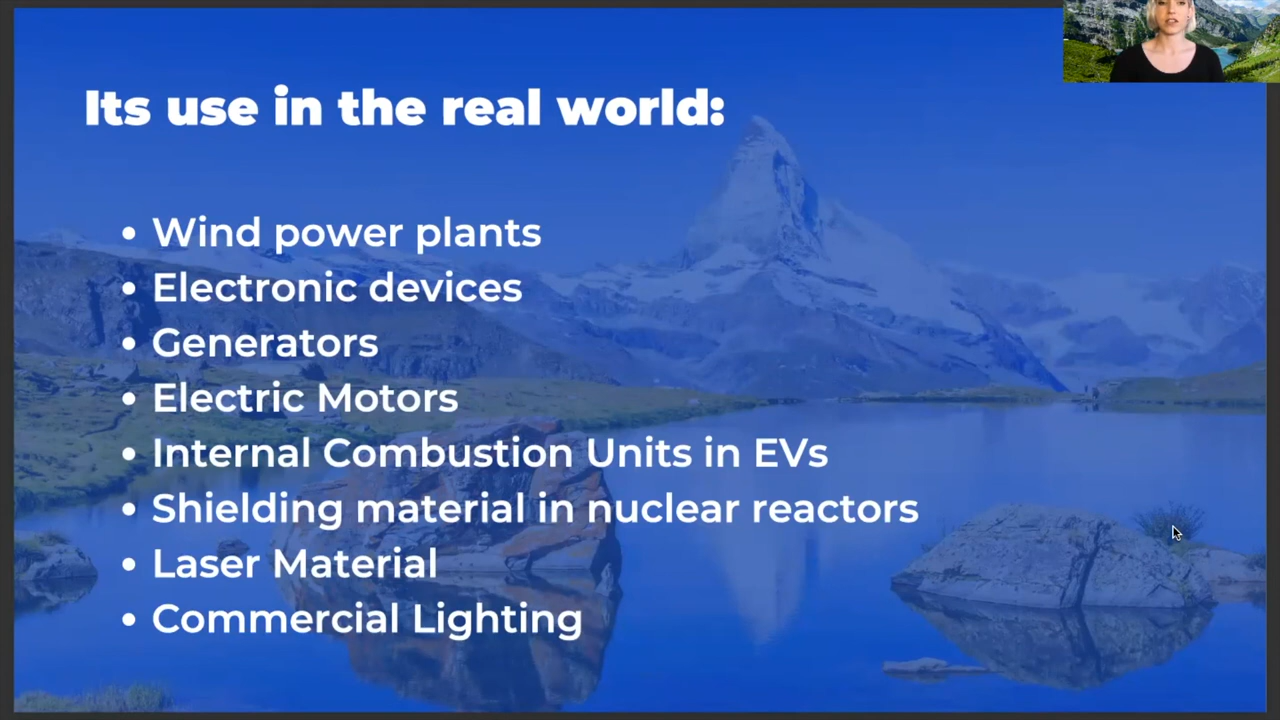 Its use in the real world:
• Wind power plants
• Electronic devices
• Generators
• Electric Motors
• Internal Combustion Units in EVs
• Shielding material in nuclear reactors
• Laser Material
• Commercial Lighting